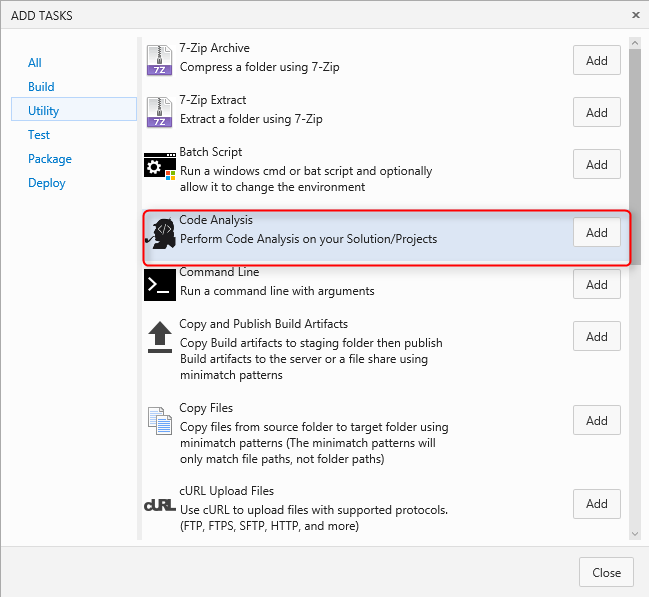 ADD TASKS
All
Build
Utility
Test
Package
Deploy
7-Zip Archive
Compress a folder using 7-Zip
Add
7Z
7-Zip Extract
Extract a folder using 7-Zip
Add
7Z
Batch Script
Run a windows cmd or bat script and optionally
allow it to change the environment
Add
Code Analysis
Perform Code Analysis on your Solution/Projects
Add
Command Line
Run a command line with arguments
Add
Copy and Publish Build Artifacts
Copy Build artifacts to staging folder then publish
Build artifacts to the server or a file share using
minimatch patterns
Add
Copy Files
Copy files from source folder to target folder using
minimatch patterns (The minimatch patterns will
only match file paths, not folder paths)
Add
cURL Upload Files
cURL
Use cURL to upload files with supported protocols.
(FTP, FTPS, SFTP, HTTP, and more)
Add
Close